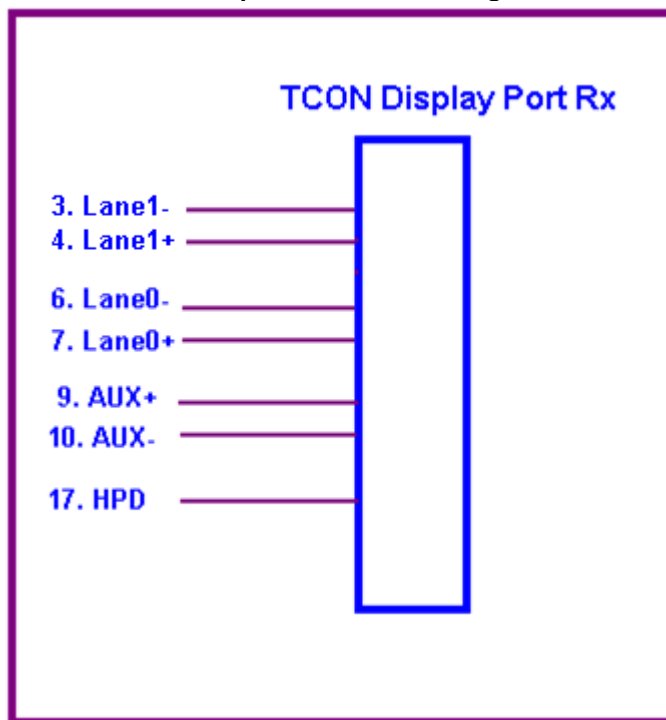 TCON Display Port Rx
3. Lane1-
4. Lane1+
6. Lane0-
7. Lane0+
9. AUX+
10. AUX-
17. HPD